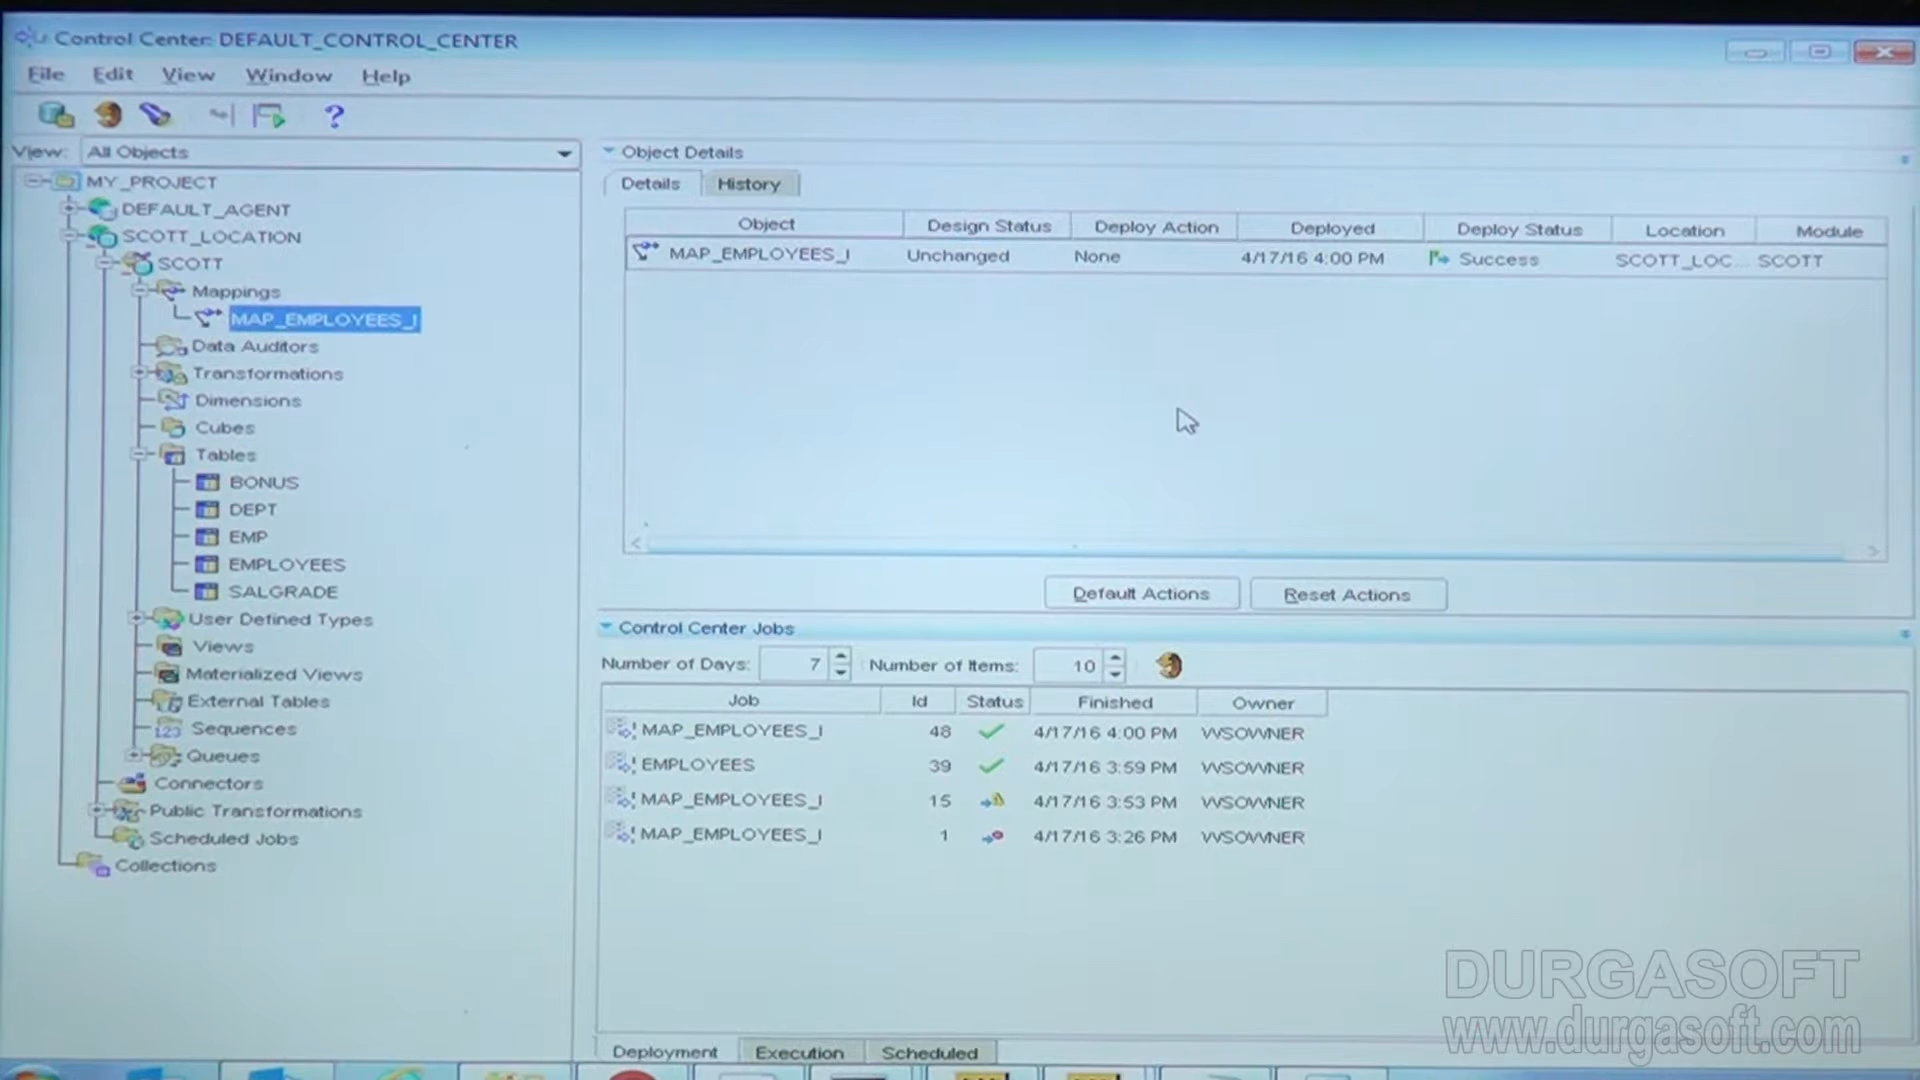 Control Center: DEFAULT_CONTROL_CENTER
File Edit View Window Help
View: All Objects
MY_PROJECT
DEFAULT_AGENT
SCOTT_LOCATION
SCOTT
Mappings
MAP_EMPLOYEES_I
Data Auditors
Transformations
Dimensions
Cubes
Tables
BONUS
DEPT
EMP
EMPLOYEES
SALGRADE
User Defined Types
Views
Materialized Views
External Tables
123 Sequences
Queues
Connectors
Public Transformations
Scheduled Jobs
Collections
Object Details
Details History
Object Design Status Deploy Action Deployed Deploy Status Location Module
MAP_EMPLOYEES_I Unchanged None 4/17/16 4:00 PM Success SCOTT_LOC... SCOTT
Default Actions Reset Actions
Control Center Jobs
Number of Days: 7 Number of Items: 10
Job Id Status Finished Owner
MAP_EMPLOYEES_I 48 4/17/16 4:00 PM WSOWNER
EMPLOYEES 39 4/17/16 3:59 PM WSOWNER
MAP_EMPLOYEES_I 15 4/17/16 3:53 PM WSOWNER
MAP_EMPLOYEES_I 1 4/17/16 3:26 PM WSOWNER
Deployment Execution Scheduled
DURGASOFT
www.durgasoft.com